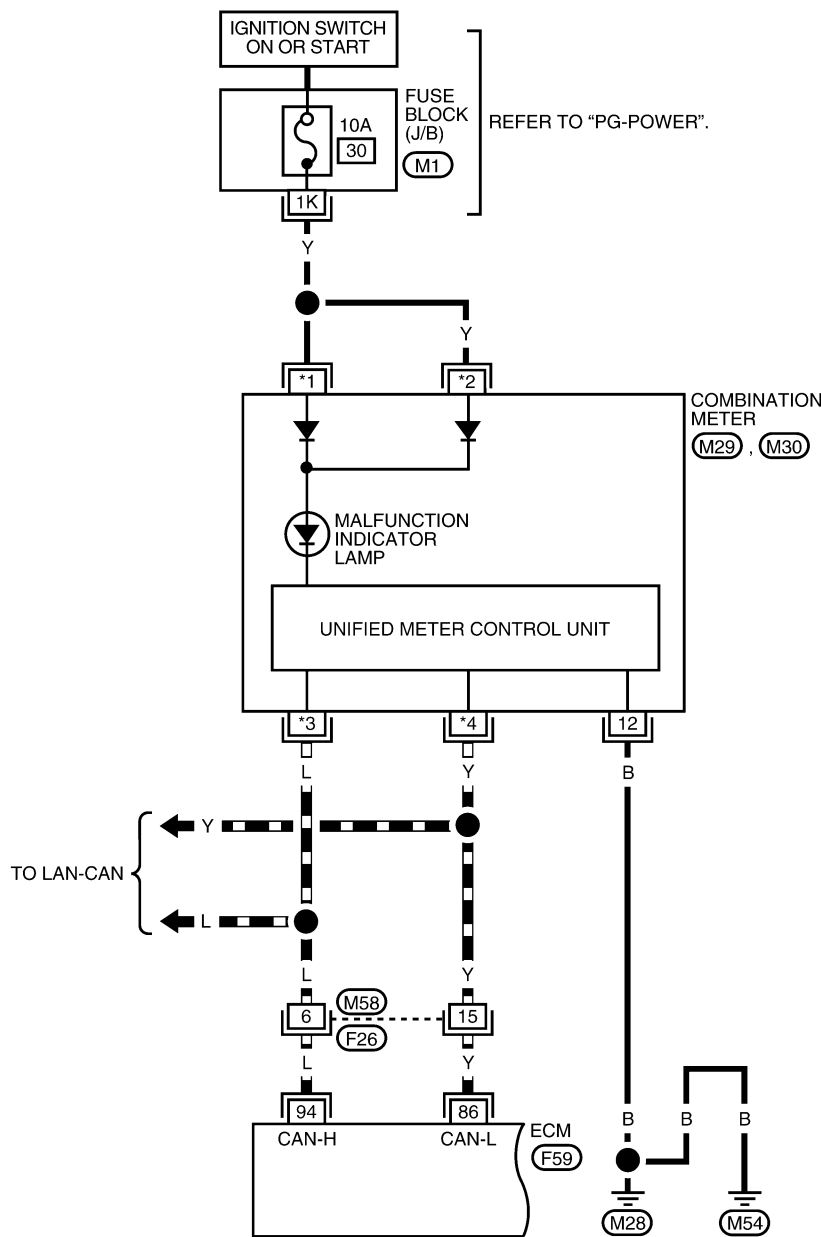 IGNITION SWITCH
ON OR START
FUSE
BLOCK
(J/B)
M1
10A
30
REFER TO “PG-POWER”.
1K
Y
Y
*1
*2
COMBINATION
METER
M29 , M30
MALFUNCTION
INDICATOR
LAMP
UNIFIED METER CONTROL UNIT
*3
*4
12
L
Y
B
Y
TO LAN-CAN
L
L
Y
6
M58
15
F26
L
Y
94
86
CAN-H
CAN-L
ECM
F59
B
B
B
M28
M54